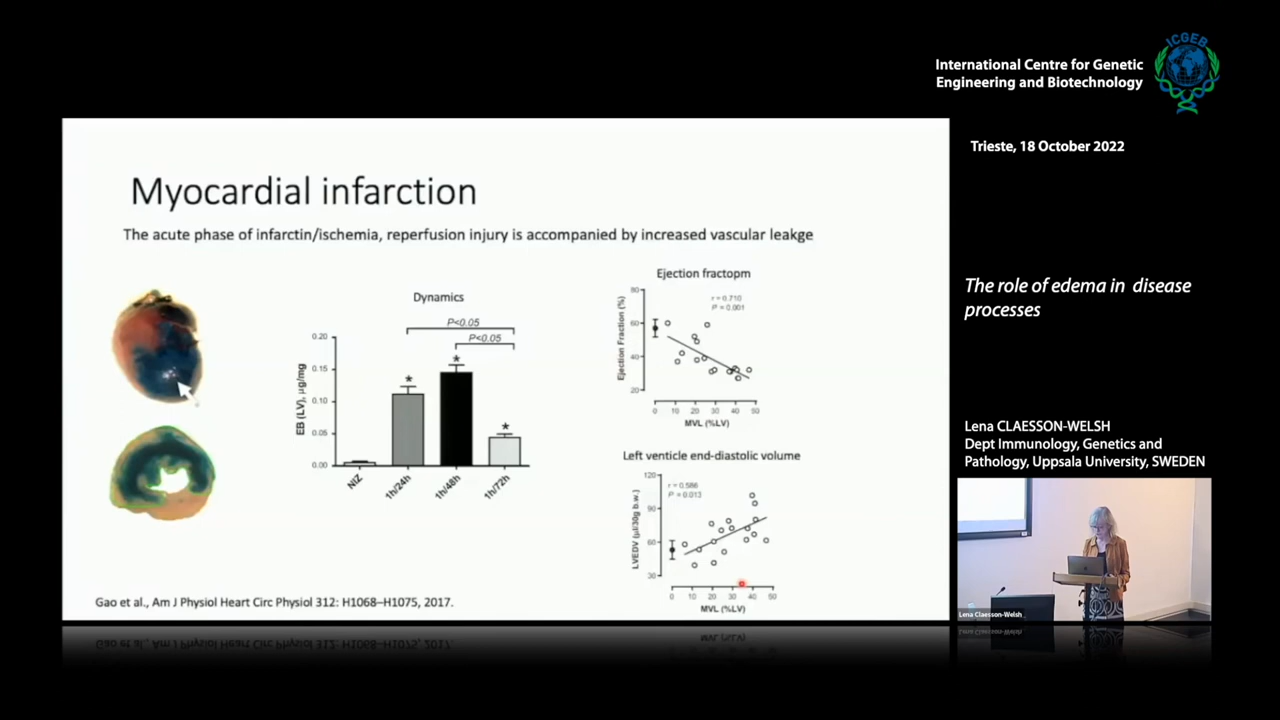 ICGEB
International Centre for Genetic
Engineering and Biotechnology
Trieste, 18 October 2022
Myocardial infarction
The acute phase of infarctin/ischemia, reperfusion injury is accompanied by increased vascular leakge
Dynamics
P<0.05
P<0.05
EB (LV), µg/mg
0.20
0.15
0.10
0.05
0.00
*
*
*
NIZ
1h/24h
1h/48h
1h/72h
Ejection fractopm
Ejection Fraction (%)
80
60
40
20
r = 0.710
P = 0.001
0 10 20 30 40 50
MVL (%LV)
Left venticle end-diastolic volume
LVEDV (µl/30g b.w.)
120
90
60
30
r = 0.586
P = 0.013
0 10 20 30 40 50
MVL (%LV)
Gao et al., Am J Physiol Heart Circ Physiol 312: H1068–H1075, 2017.
The role of edema in disease
processes
Lena CLAESSON-WELSH
Dept Immunology, Genetics and
Pathology, Uppsala University, SWEDEN
Lena Claesson-Welsh